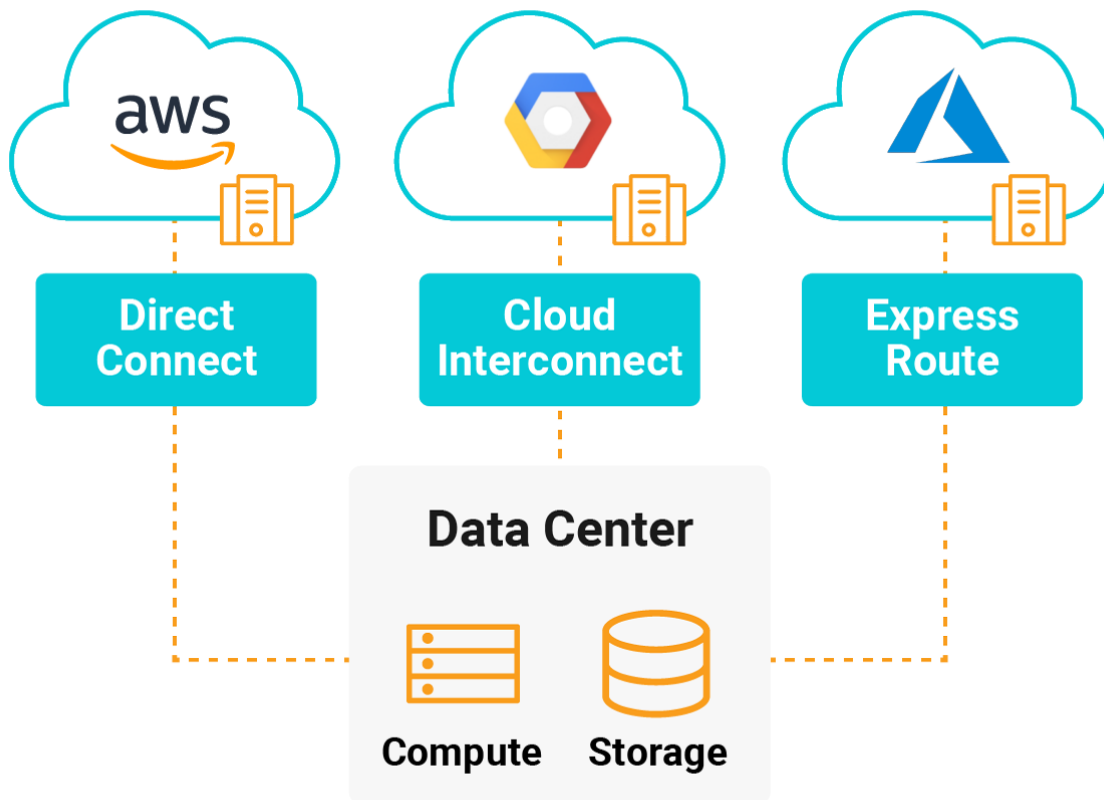 aws
Direct
Connect
Cloud
Interconnect
Express
Route
Data Center
Compute
Storage